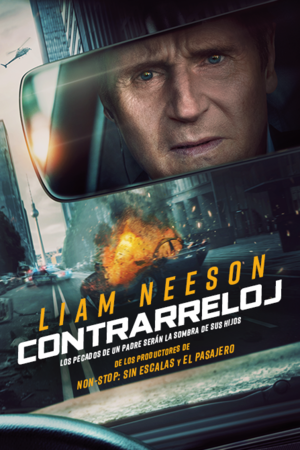 LIAM NEESON
CONTRARRELOJ
LOS PECADOS DE UN PADRE SERÁN LA SOMBRA DE SUS HIJOS
DE LOS PRODUCTORES DE
NON-STOP: SIN ESCALAS Y EL PASAJERO